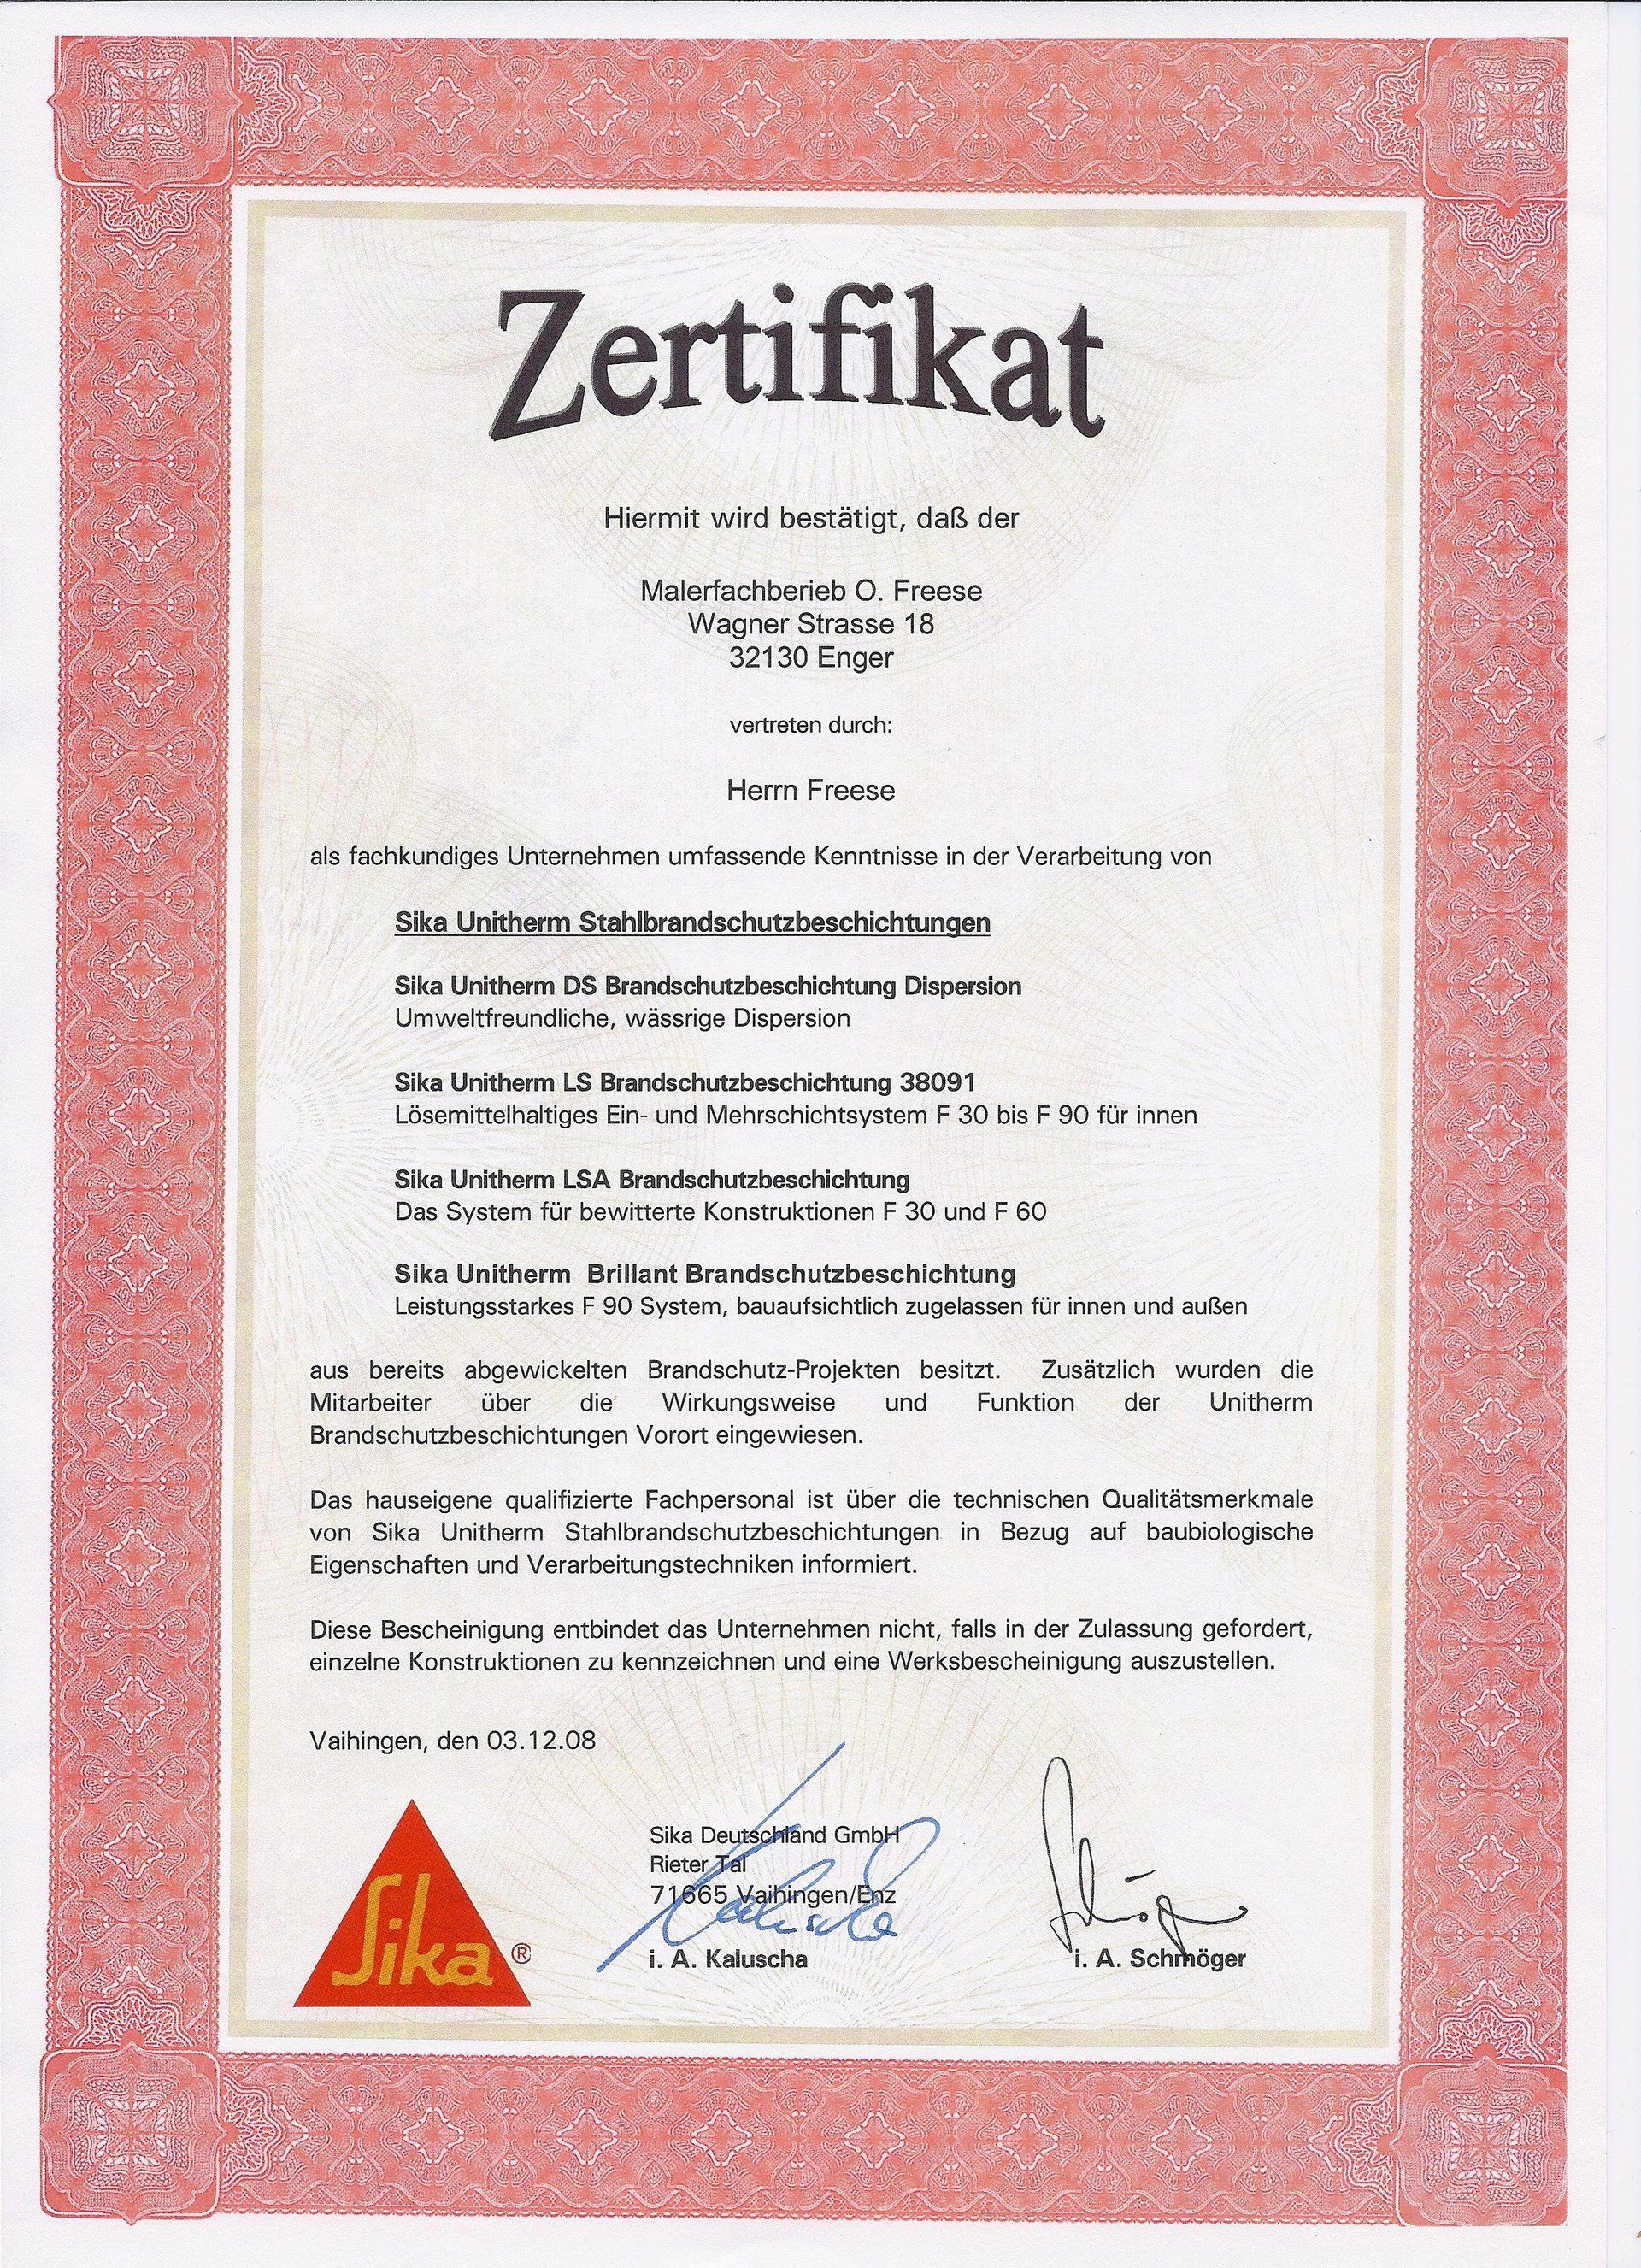 Zertifikat
Hiermit wird bestätigt, daß der
Malerfachberieb O. Freese
Wagner Strasse 18
32130 Enger
vertreten durch:
Herrn Freese
als fachkundiges Unternehmen umfassende Kenntnisse in der Verarbeitung von
Sika Unitherm Stahlbrandschutzbeschichtungen
Sika Unitherm DS Brandschutzbeschichtung Dispersion
Umweltfreundliche, wässrige Dispersion
Sika Unitherm LS Brandschutzbeschichtung 38091
Lösemittelhaltiges Ein- und Mehrschichtsystem F 30 bis F 90 für innen
Sika Unitherm LSA Brandschutzbeschichtung
Das System für bewitterte Konstruktionen F 30 und F 60
Sika Unitherm Brillant Brandschutzbeschichtung
Leistungsstarkes F 90 System, bauaufsichtlich zugelassen für innen und außen
aus bereits abgewickelten Brandschutz-Projekten besitzt. Zusätzlich wurden die
Mitarbeiter über die Wirkungsweise und Funktion der Unitherm
Brandschutzbeschichtungen Vorort eingewiesen.
Das hauseigene qualifizierte Fachpersonal ist über die technischen Qualitätsmerkmale
von Sika Unitherm Stahlbrandschutzbeschichtungen in Bezug auf baubiologische
Eigenschaften und Verarbeitungstechniken informiert.
Diese Bescheinigung entbindet das Unternehmen nicht, falls in der Zulassung gefordert,
einzelne Konstruktionen zu kennzeichnen und eine Werksbescheinigung auszustellen.
Vaihingen, den 03.12.08
Sika Deutschland GmbH
Rieter Tal
71665 Vaihingen/Enz
i. A. Kaluscha
i. A. Schmöger
Sika ®